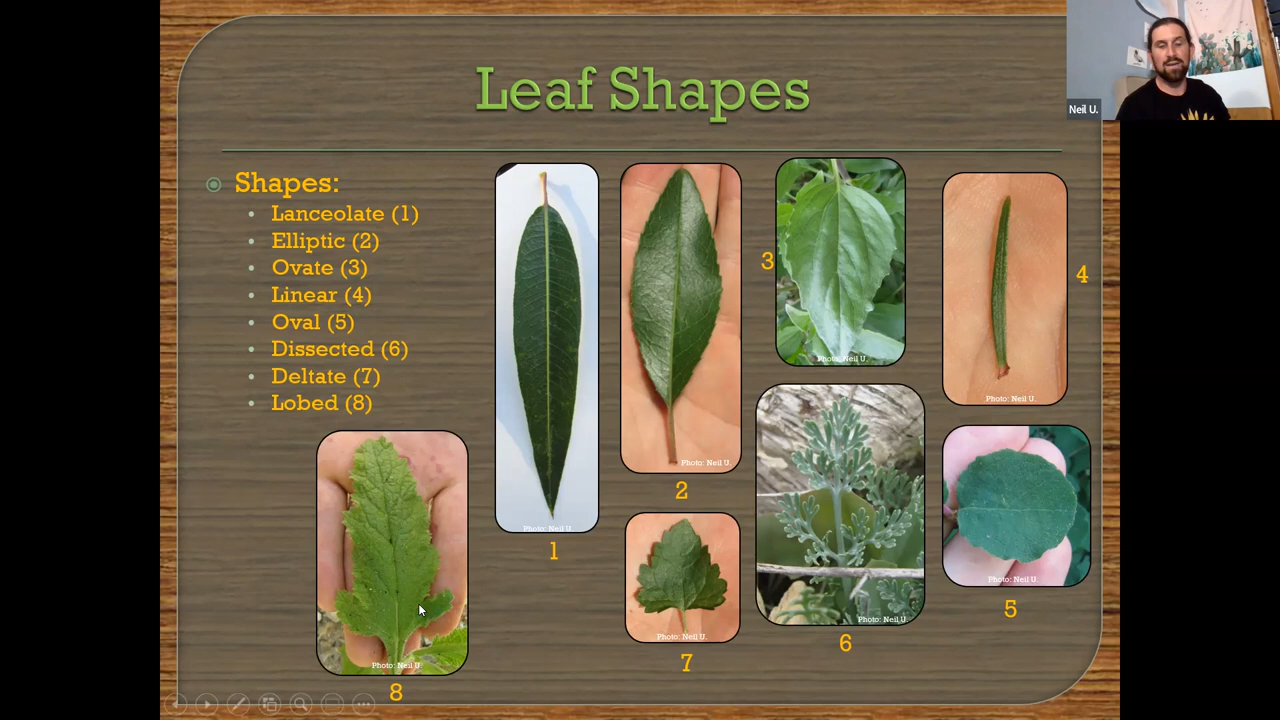 Leaf Shapes
Neil U.
Shapes:
Lanceolate (1)
Elliptic (2)
Ovate (3)
Linear (4)
Oval (5)
Dissected (6)
Deltate (7)
Lobed (8)
Photo: Neil U.
1
Photo: Neil U.
2
3
Photo: Neil U.
4
Photo: Neil U.
Photo: Neil U.
5
Photo: Neil U.
6
Photo: Neil U.
7
Photo: Neil U.
8